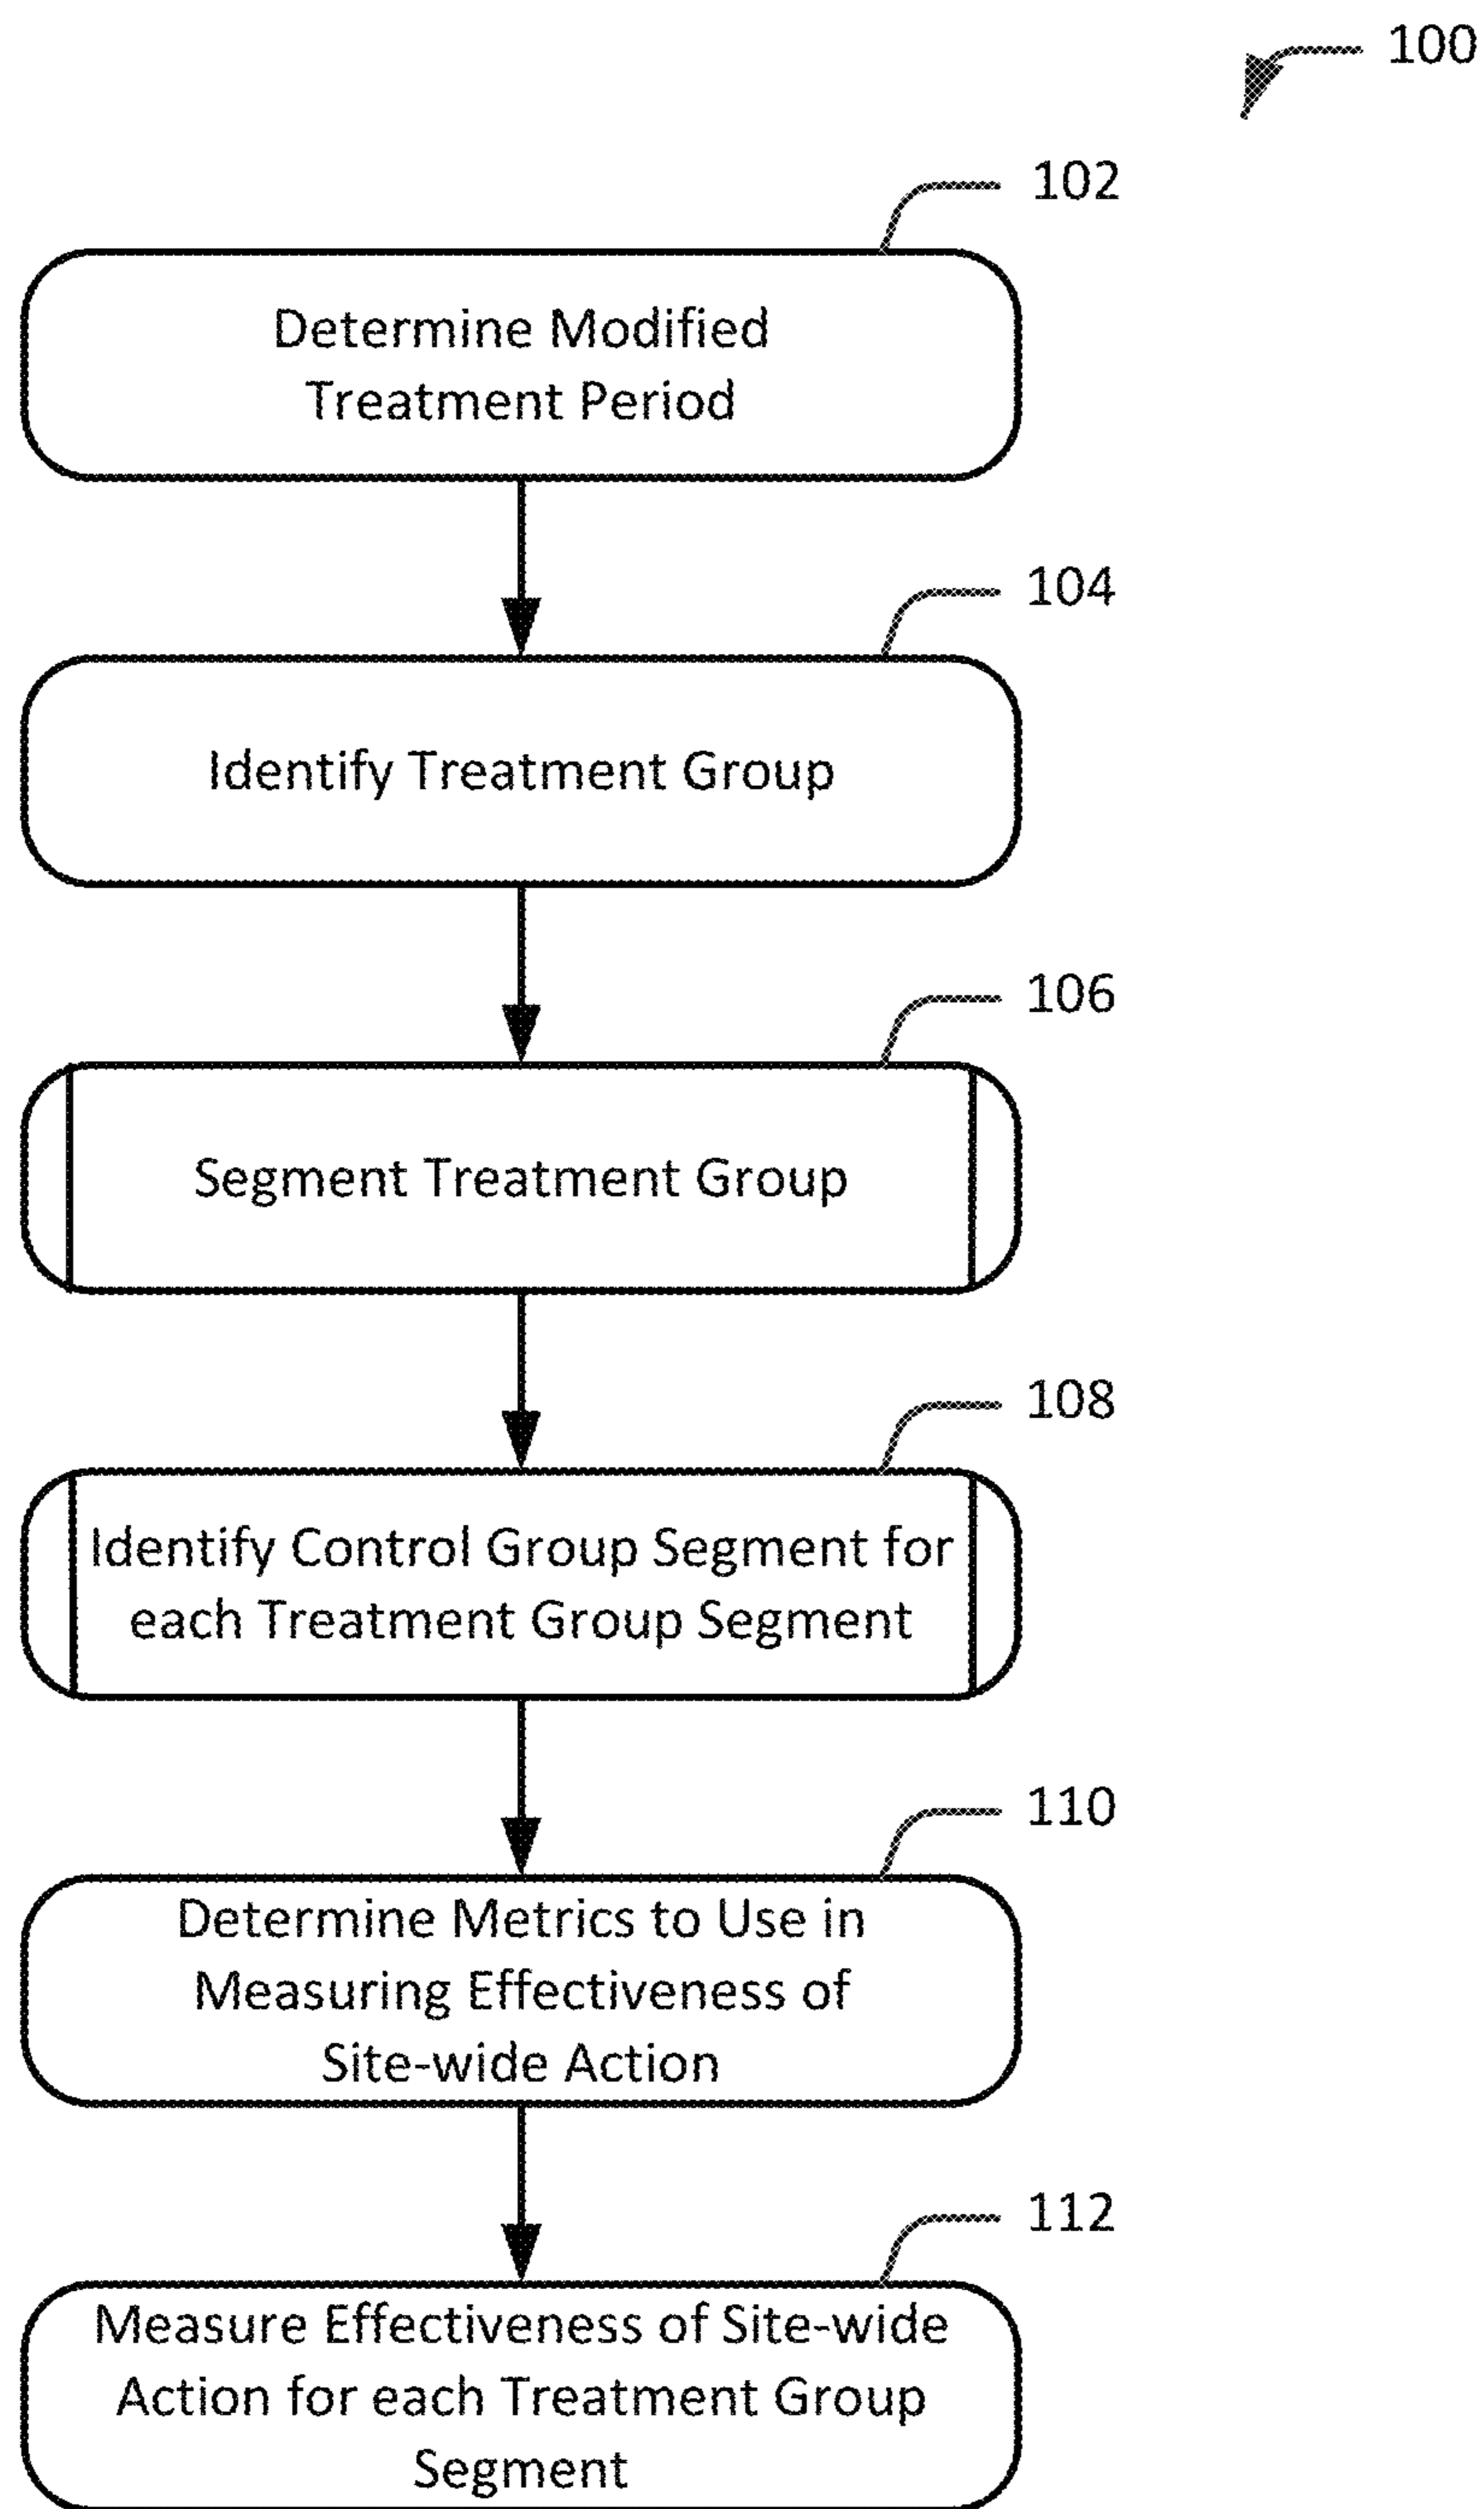 100
102
Determine Modified
Treatment Period
104
Identify Treatment Group
106
Segment Treatment Group
108
Identify Control Group Segment for
each Treatment Group Segment
110
Determine Metrics to Use in
Measuring Effectiveness of
Site-wide Action
112
Measure Effectiveness of Site-wide
Action for each Treatment Group
Segment